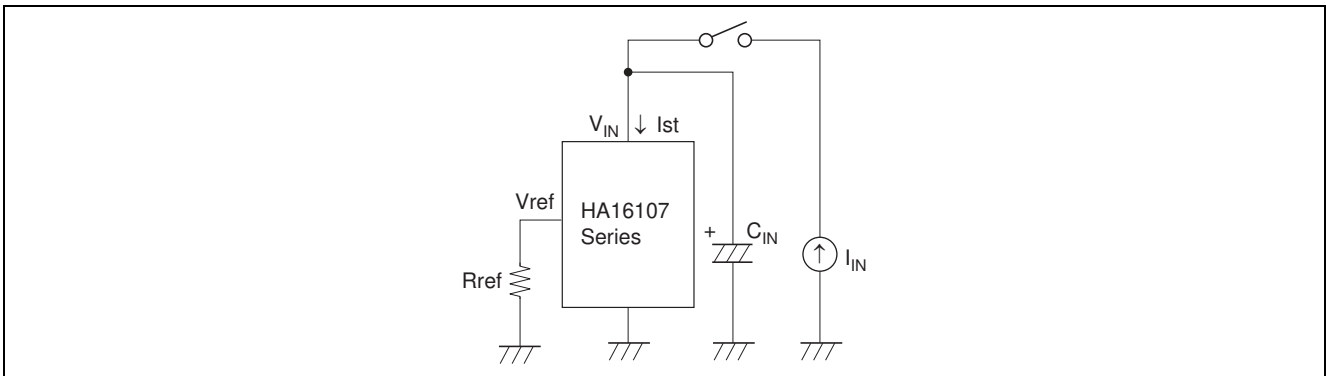 V_IN ↓ Ist
Vref
HA16107
Series
+ C_IN
↑ I_IN
Rref